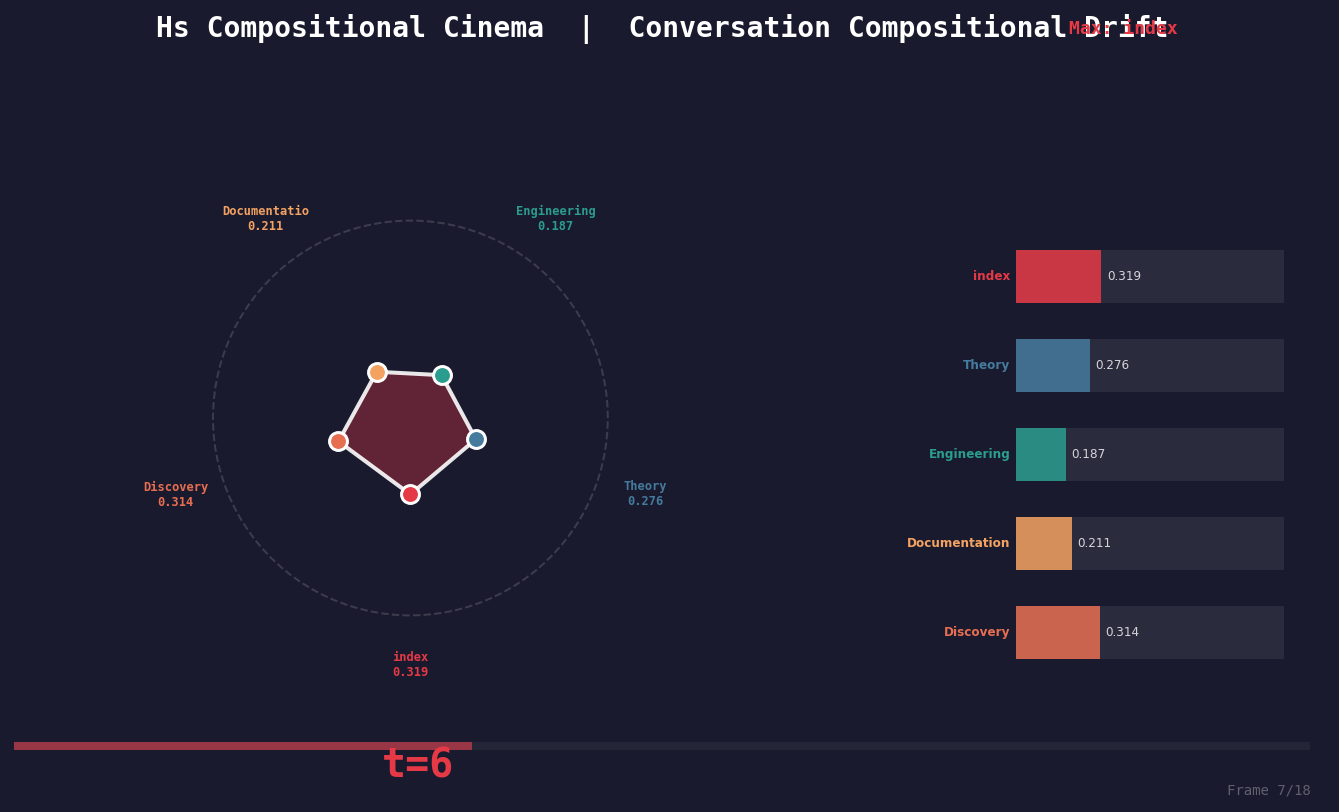 Hs Compositional Cinema | Conversation Compositional Drift
Max: index
Documentatio
0.211
Engineering
0.187
Discovery
0.314
Theory
0.276
index
0.319
index 0.319
Theory 0.276
Engineering 0.187
Documentation 0.211
Discovery 0.314
t=6
Frame 7/18